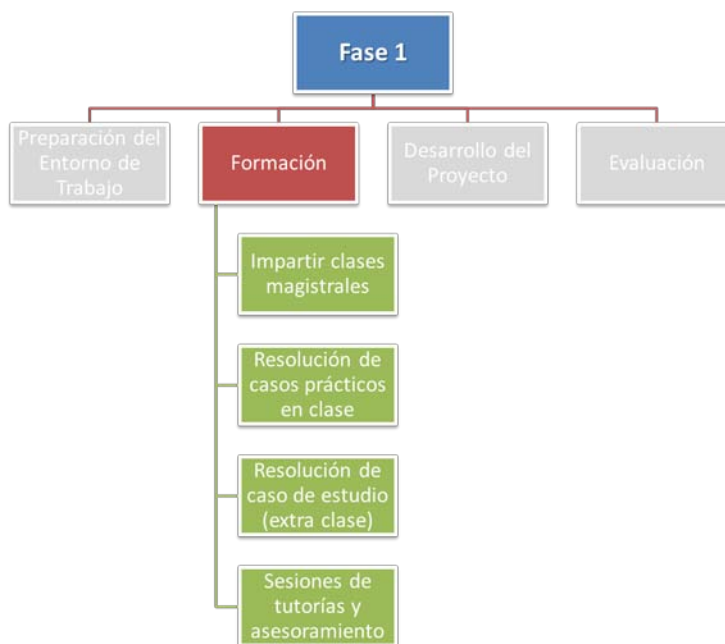 Fase 1
Preparación del
Entorno de
Trabajo
Formación
Desarrollo del
Proyecto
Evaluación
Impartir clases
magistrales
Resolución de
casos prácticos
en clase
Resolución de
caso de estudio
(extra clase)
Sesiones de
tutorías y
asesoramiento